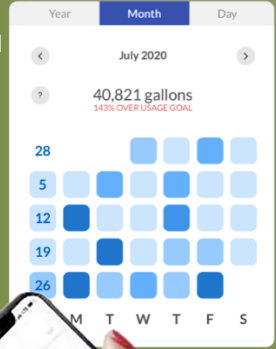 Year Month Day
July 2020
? 40,821 gallons
143% OVER USAGE GOAL
28
5
12
19
26
M T W T F S